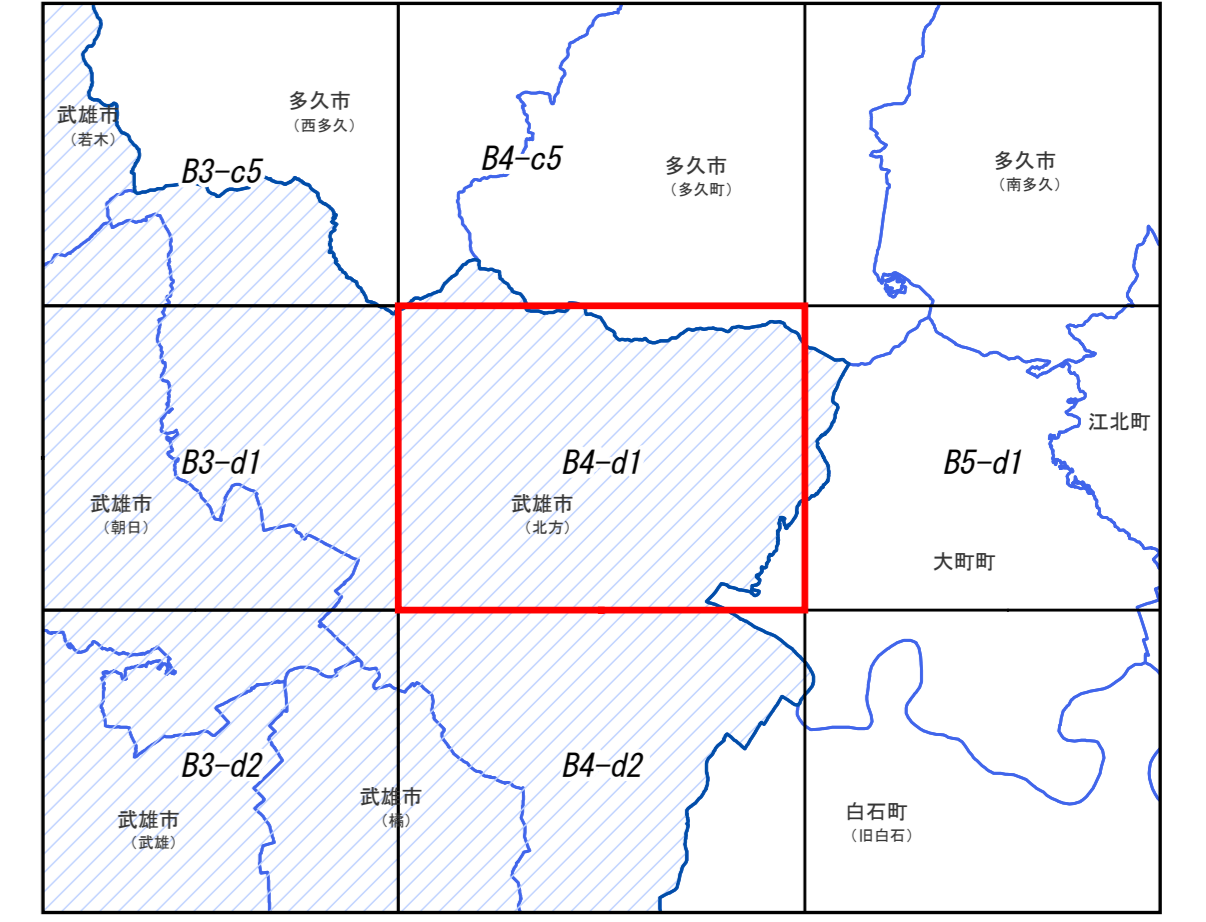 武雄市
（若木）
多久市
（西多久）
B3-c5
B4-c5
多久市
（多久町）
多久市
（南多久）
B3-d1
武雄市
（朝日）
B4-d1
武雄市
（北方）
B5-d1
江北町
大町町
B3-d2
武雄市
（武雄）
武雄市
（橘）
B4-d2
白石町
（旧白石）